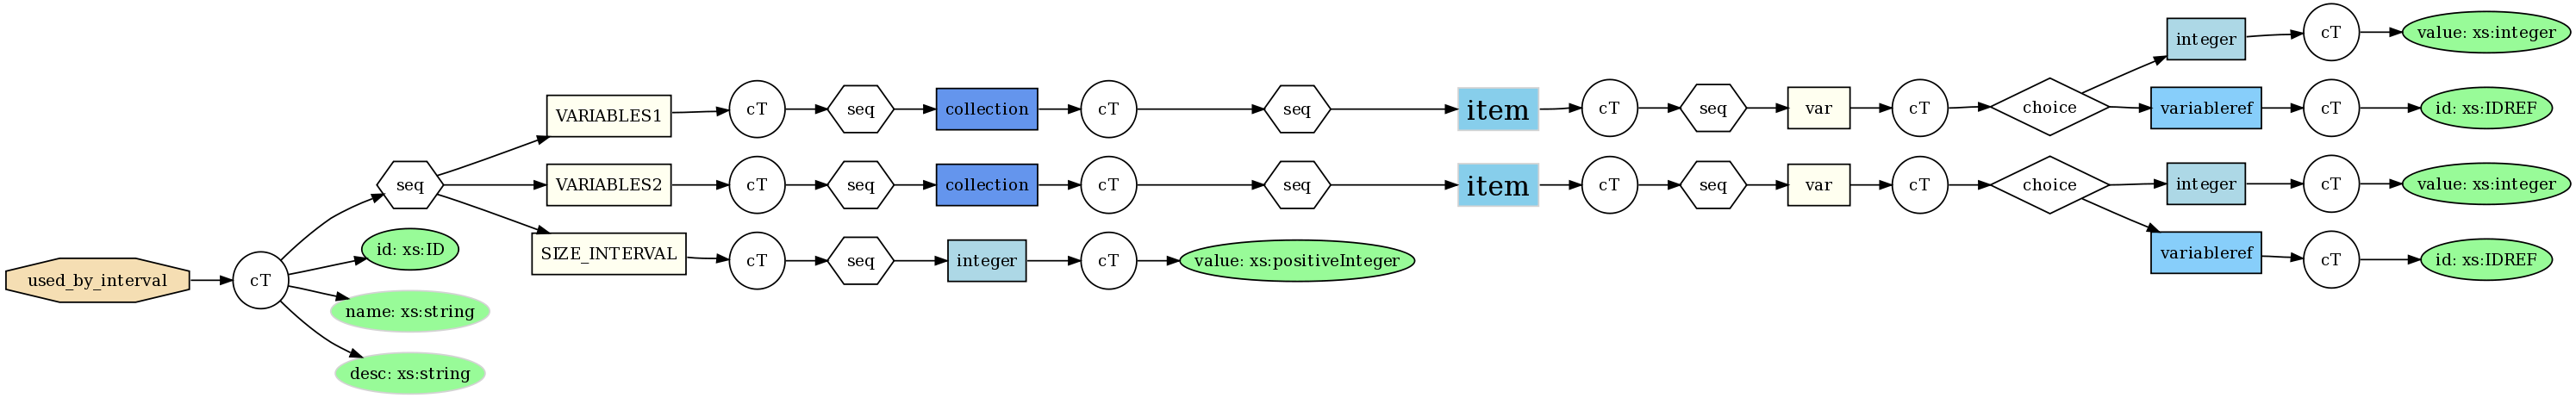 used_by_interval
cT
seq
id: xs:ID
name: xs:string
desc: xs:string
VARIABLES1
cT
seq
collection
cT
seq
item
cT
seq
var
cT
choice
integer
cT
value: xs:integer
variableref
cT
id: xs:IDREF
VARIABLES2
cT
seq
collection
cT
seq
item
cT
seq
var
cT
choice
integer
cT
value: xs:integer
variableref
cT
id: xs:IDREF
SIZE_INTERVAL
cT
seq
integer
cT
value: xs:positiveInteger